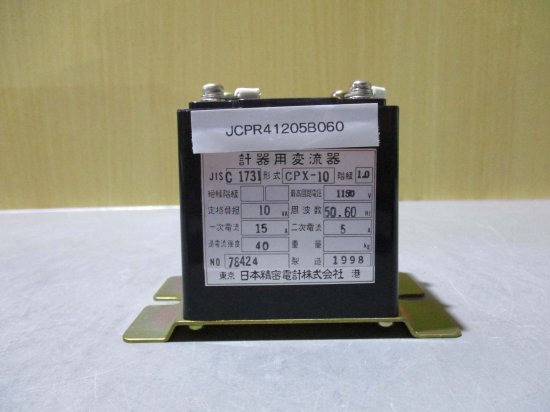 JCPR41205B060
計器用変流器
JIS C 1731 形式 CPX-10 階級 1.0
最高回路電圧 1150 V
定格負担 10 VA 周波数 50.60 Hz
一次電流 15 A 二次電流 5 A
過電流強度 40 重量 kg
NO 78424 製造 1998
東京 日本精密電計株式会社 港